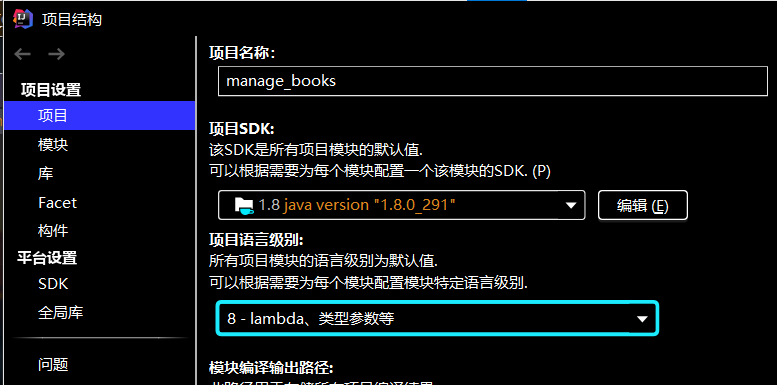 项目结构
项目设置
项目
模块
库
Facet
构件
平台设置
SDK
全局库
问题
项目名称:
manage_books
项目SDK:
该SDK是所有项目模块的默认值.
可以根据需要为每个模块配置一个该模块的SDK. (P)
1.8 java version "1.8.0_291"
编辑 (E)
项目语言级别:
所有项目模块的语言级别为默认值.
可以根据需要为每个模块配置模块特定语言级别.
8 - lambda、类型参数等
模块编译输出路径: